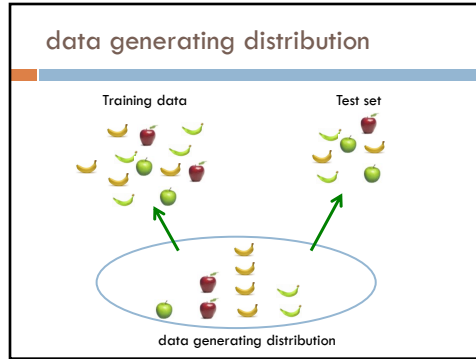 data generating distribution
Training data
Test set
data generating distribution